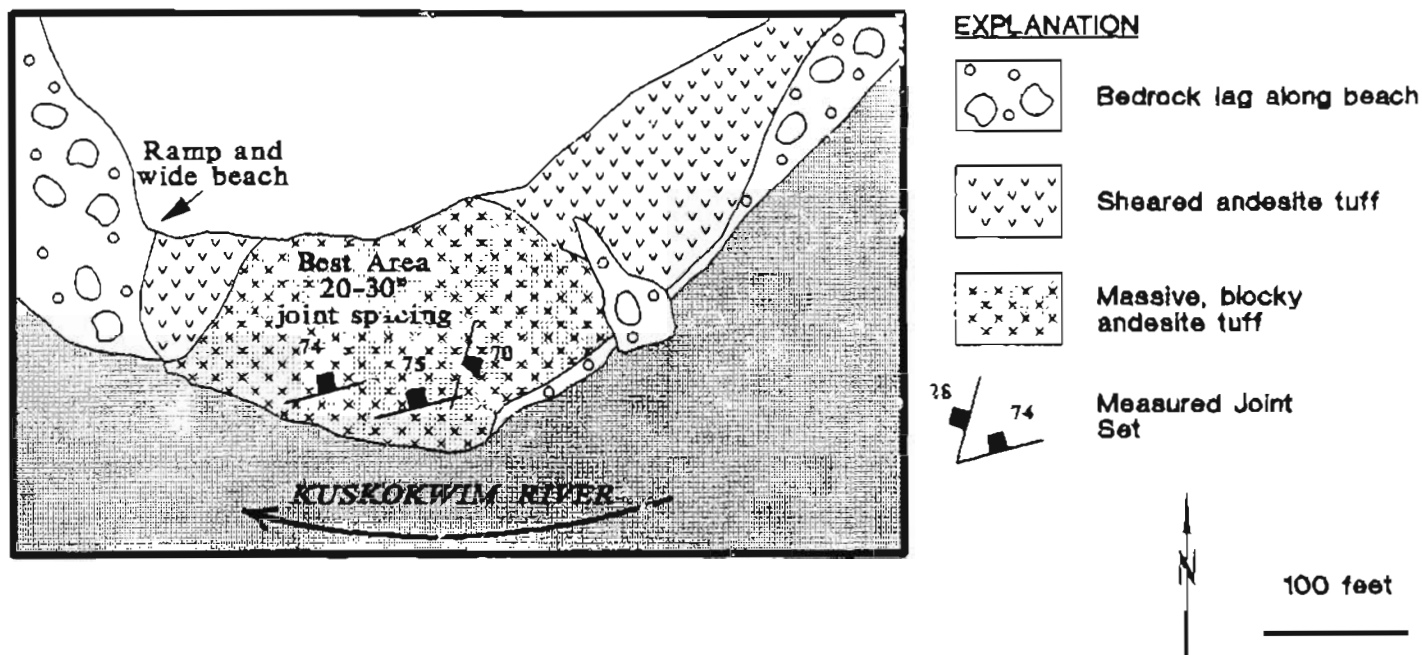 Ramp and
wide beach
Best Area
20-30"
joint spacing
74
75
70
KUSKOKWIM RIVER
EXPLANATION
Bedrock lag along beach
Sheared andesite tuff
Massive, blocky
andesite tuff
74
Measured Joint
Set
N
100 feet